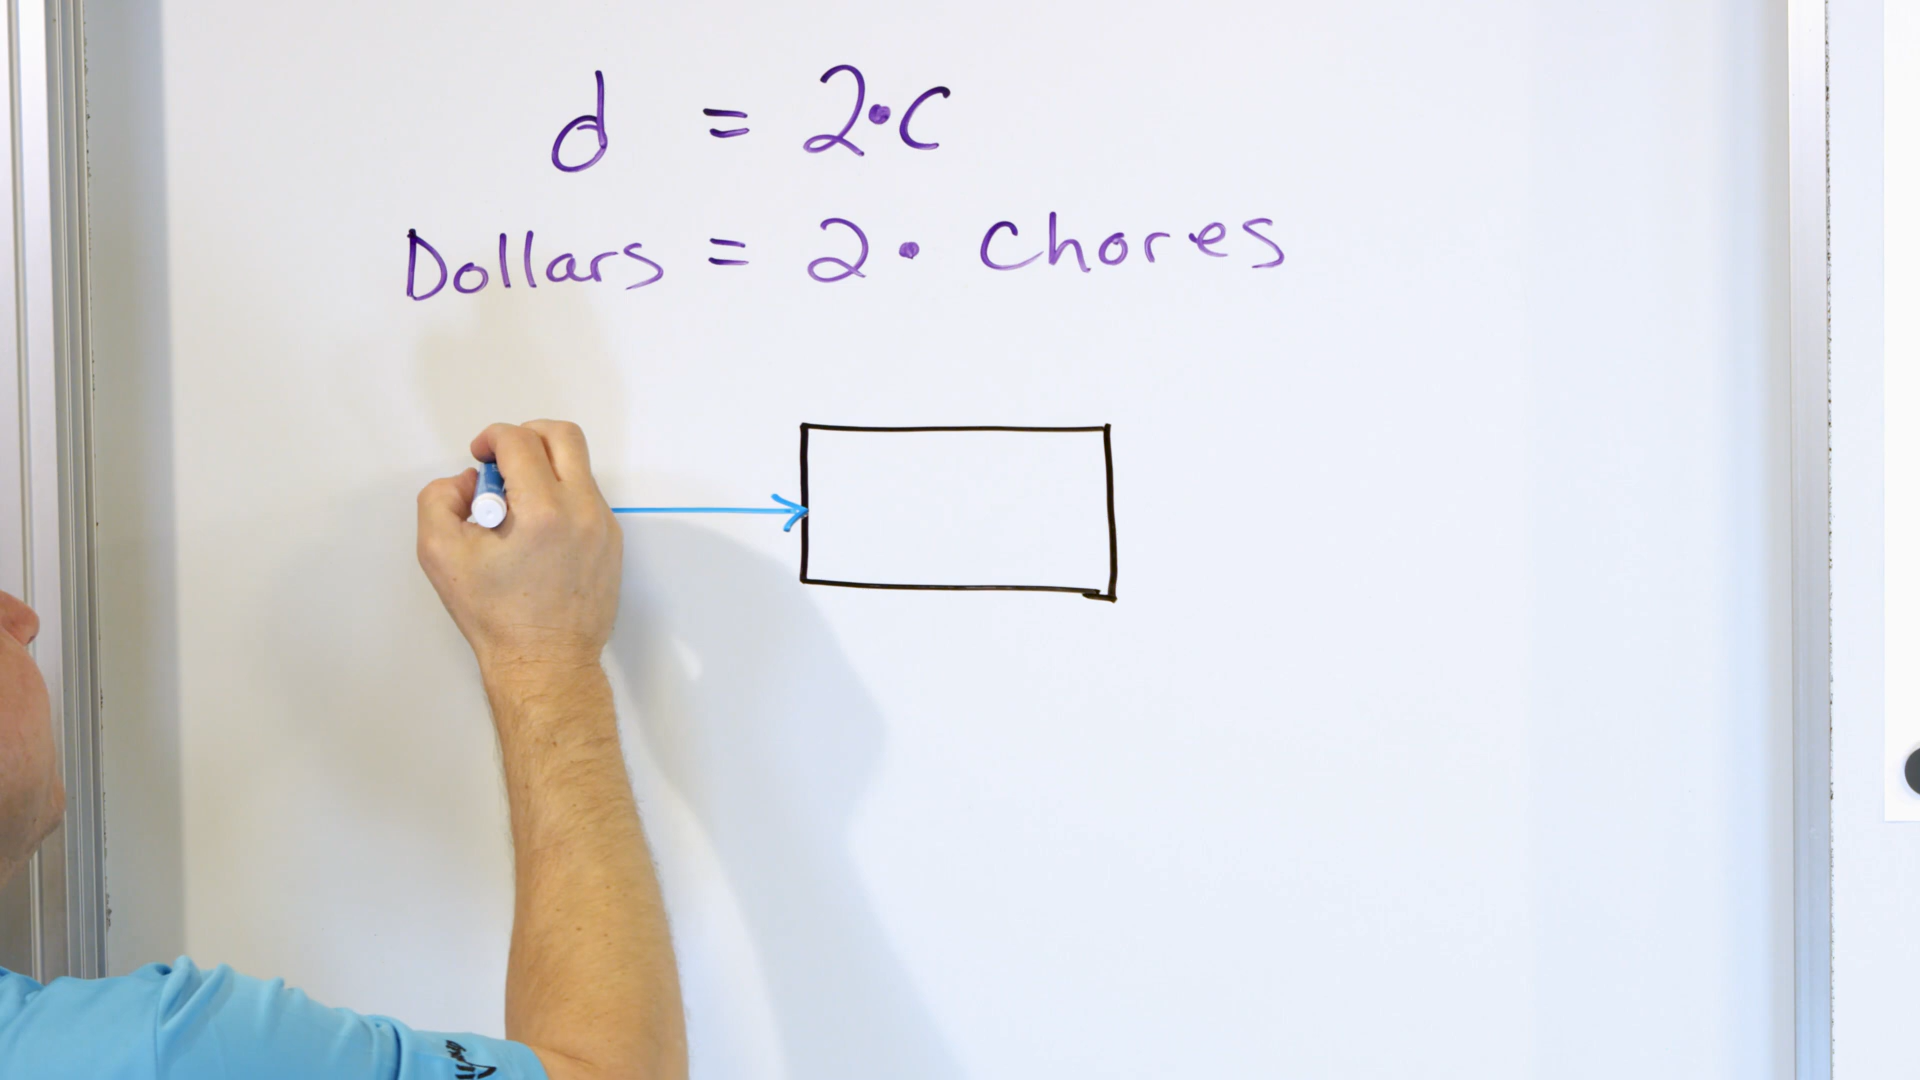 d = 2•C
Dollars = 2• Chores